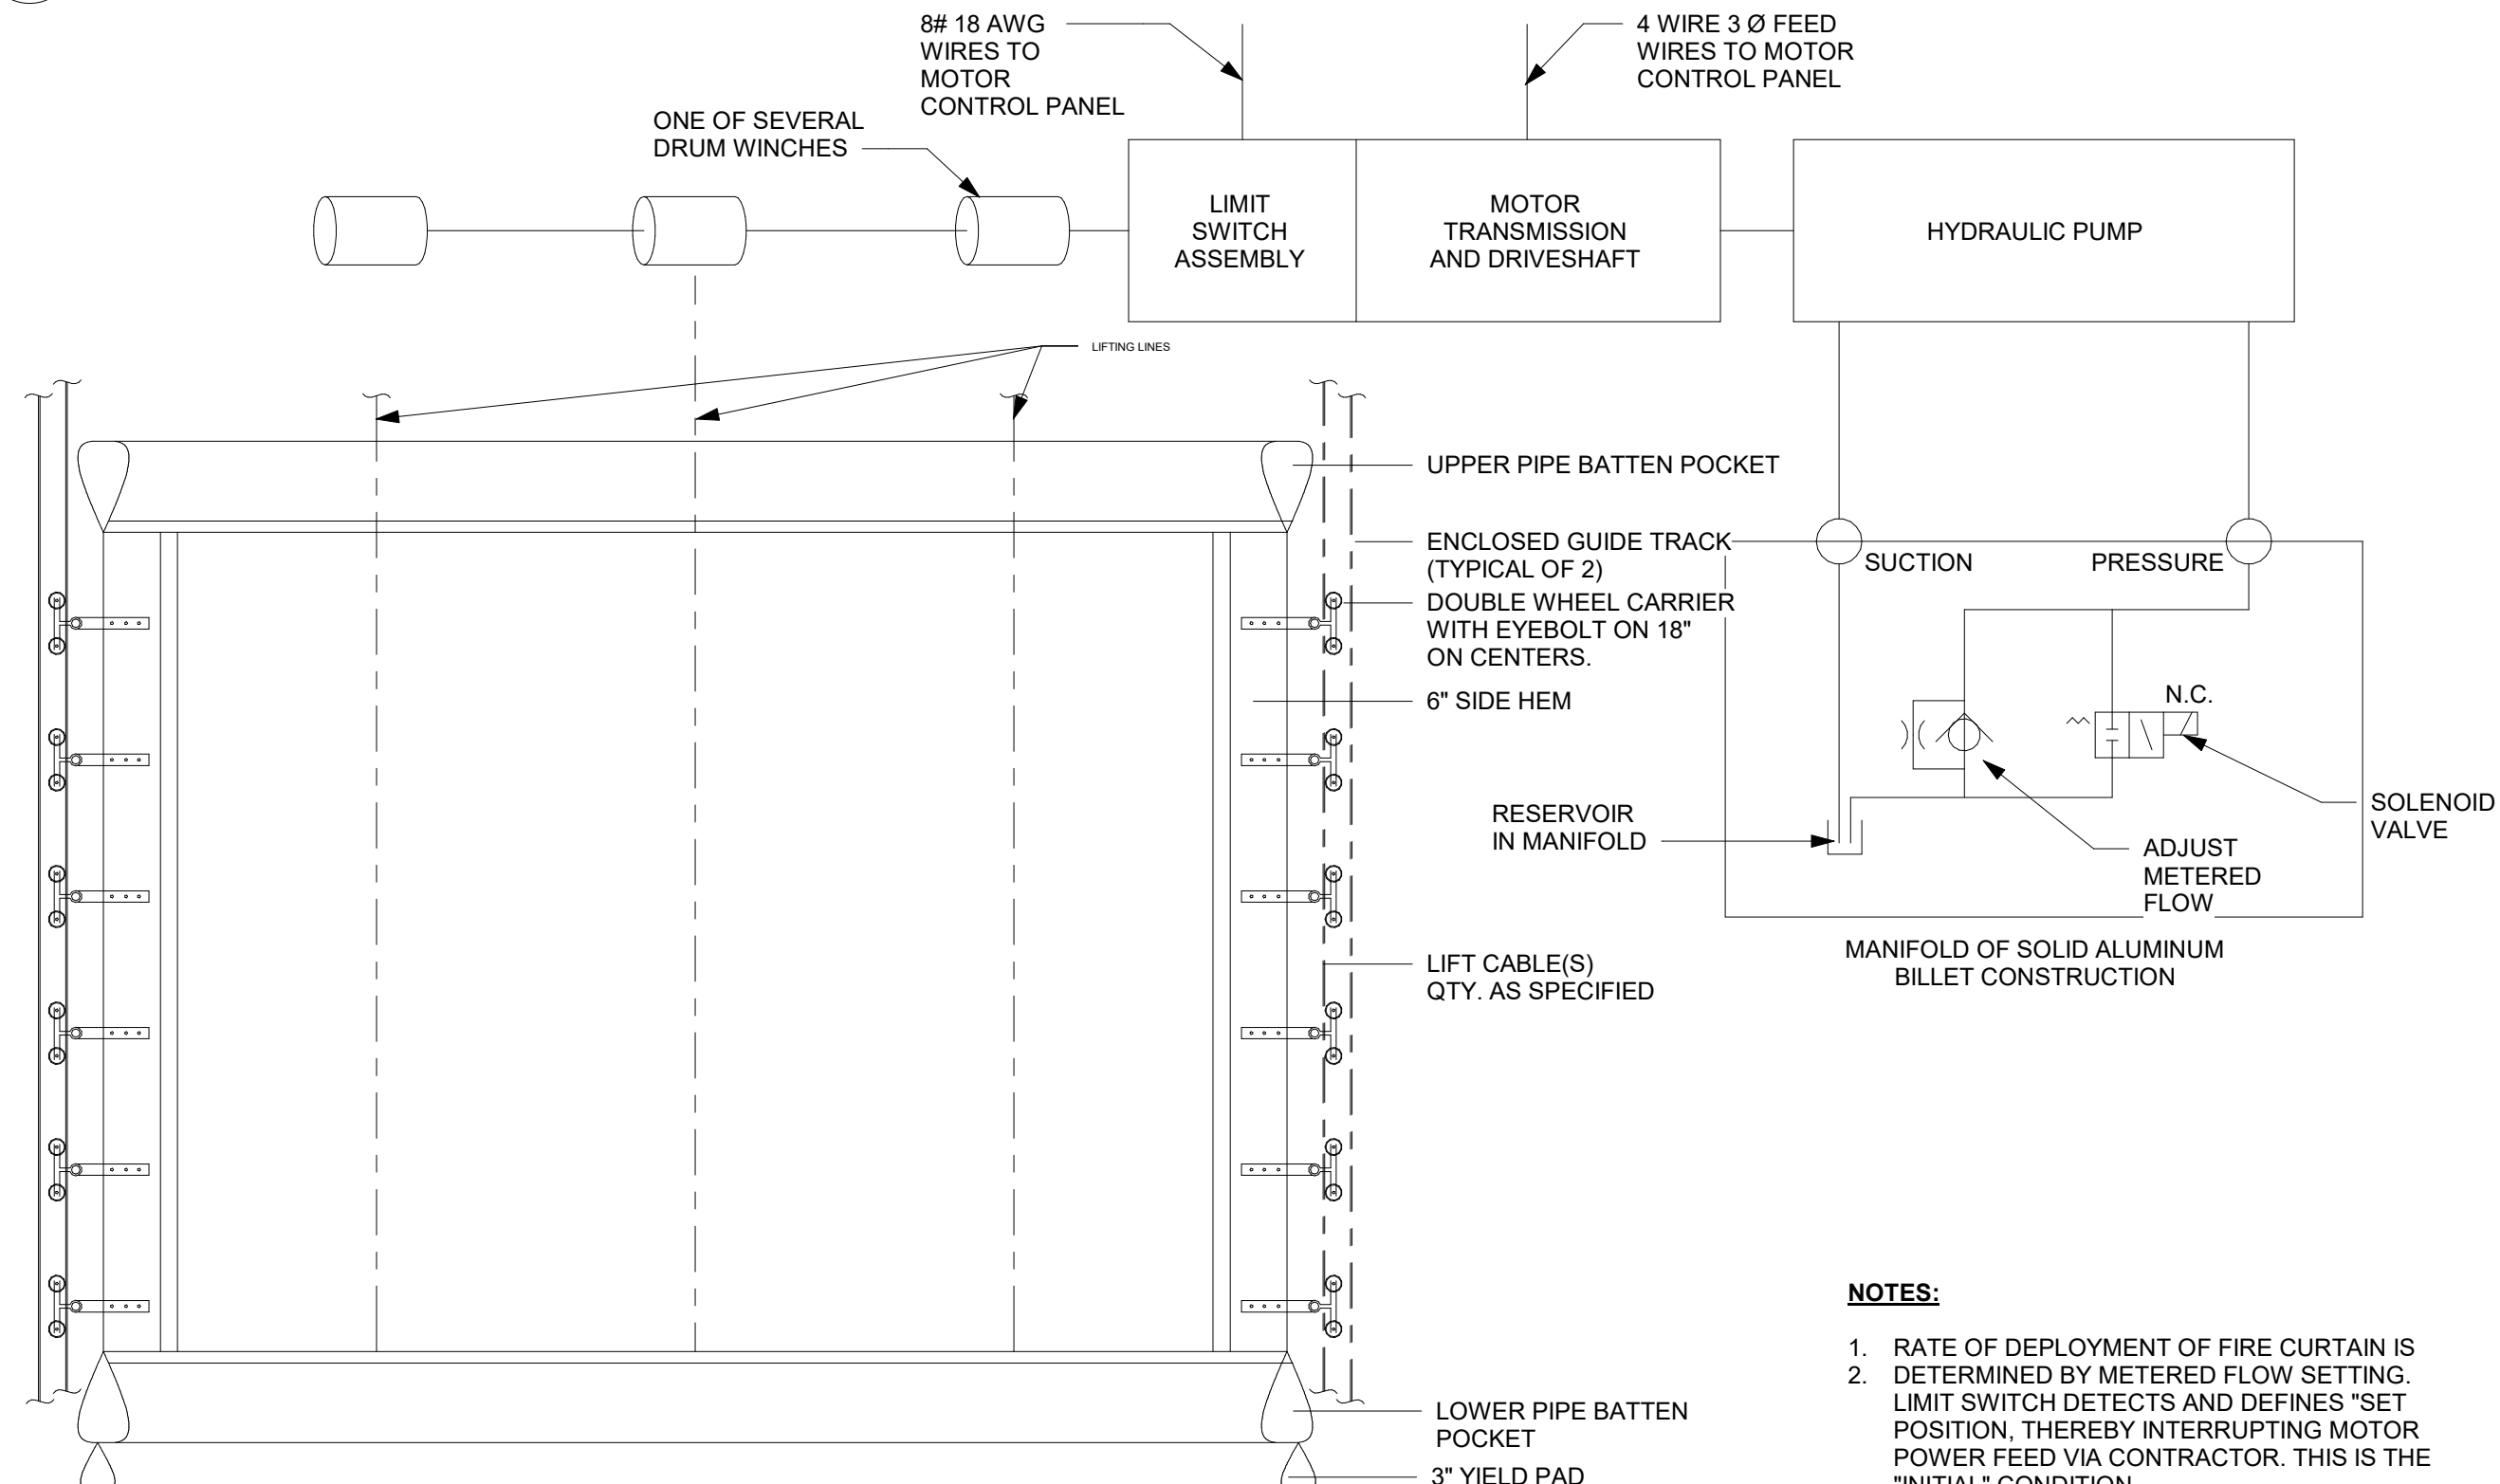 8# 18 AWG
WIRES TO
MOTOR
CONTROL PANEL
4 WIRE 3 Ø FEED
WIRES TO MOTOR
CONTROL PANEL
ONE OF SEVERAL
DRUM WINCHES
LIMIT
SWITCH
ASSEMBLY
MOTOR
TRANSMISSION
AND DRIVESHAFT
HYDRAULIC PUMP
LIFTING LINES
UPPER PIPE BATTEN POCKET
ENCLOSED GUIDE TRACK
(TYPICAL OF 2)
DOUBLE WHEEL CARRIER
WITH EYEBOLT ON 18"
ON CENTERS.
6" SIDE HEM
SUCTION
PRESSURE
N.C.
RESERVOIR
IN MANIFOLD
SOLENOID
VALVE
ADJUST
METERED
FLOW
MANIFOLD OF SOLID ALUMINUM
BILLET CONSTRUCTION
LIFT CABLE(S)
QTY. AS SPECIFIED
LOWER PIPE BATTEN
POCKET
3" YIELD PAD
NOTES:
1. RATE OF DEPLOYMENT OF FIRE CURTAIN IS
2. DETERMINED BY METERED FLOW SETTING.
LIMIT SWITCH DETECTS AND DEFINES "SET
POSITION, THEREBY INTERRUPTING MOTOR
POWER FEED VIA CONTRACTOR. THIS IS THE
"INITIAL" CONDITION